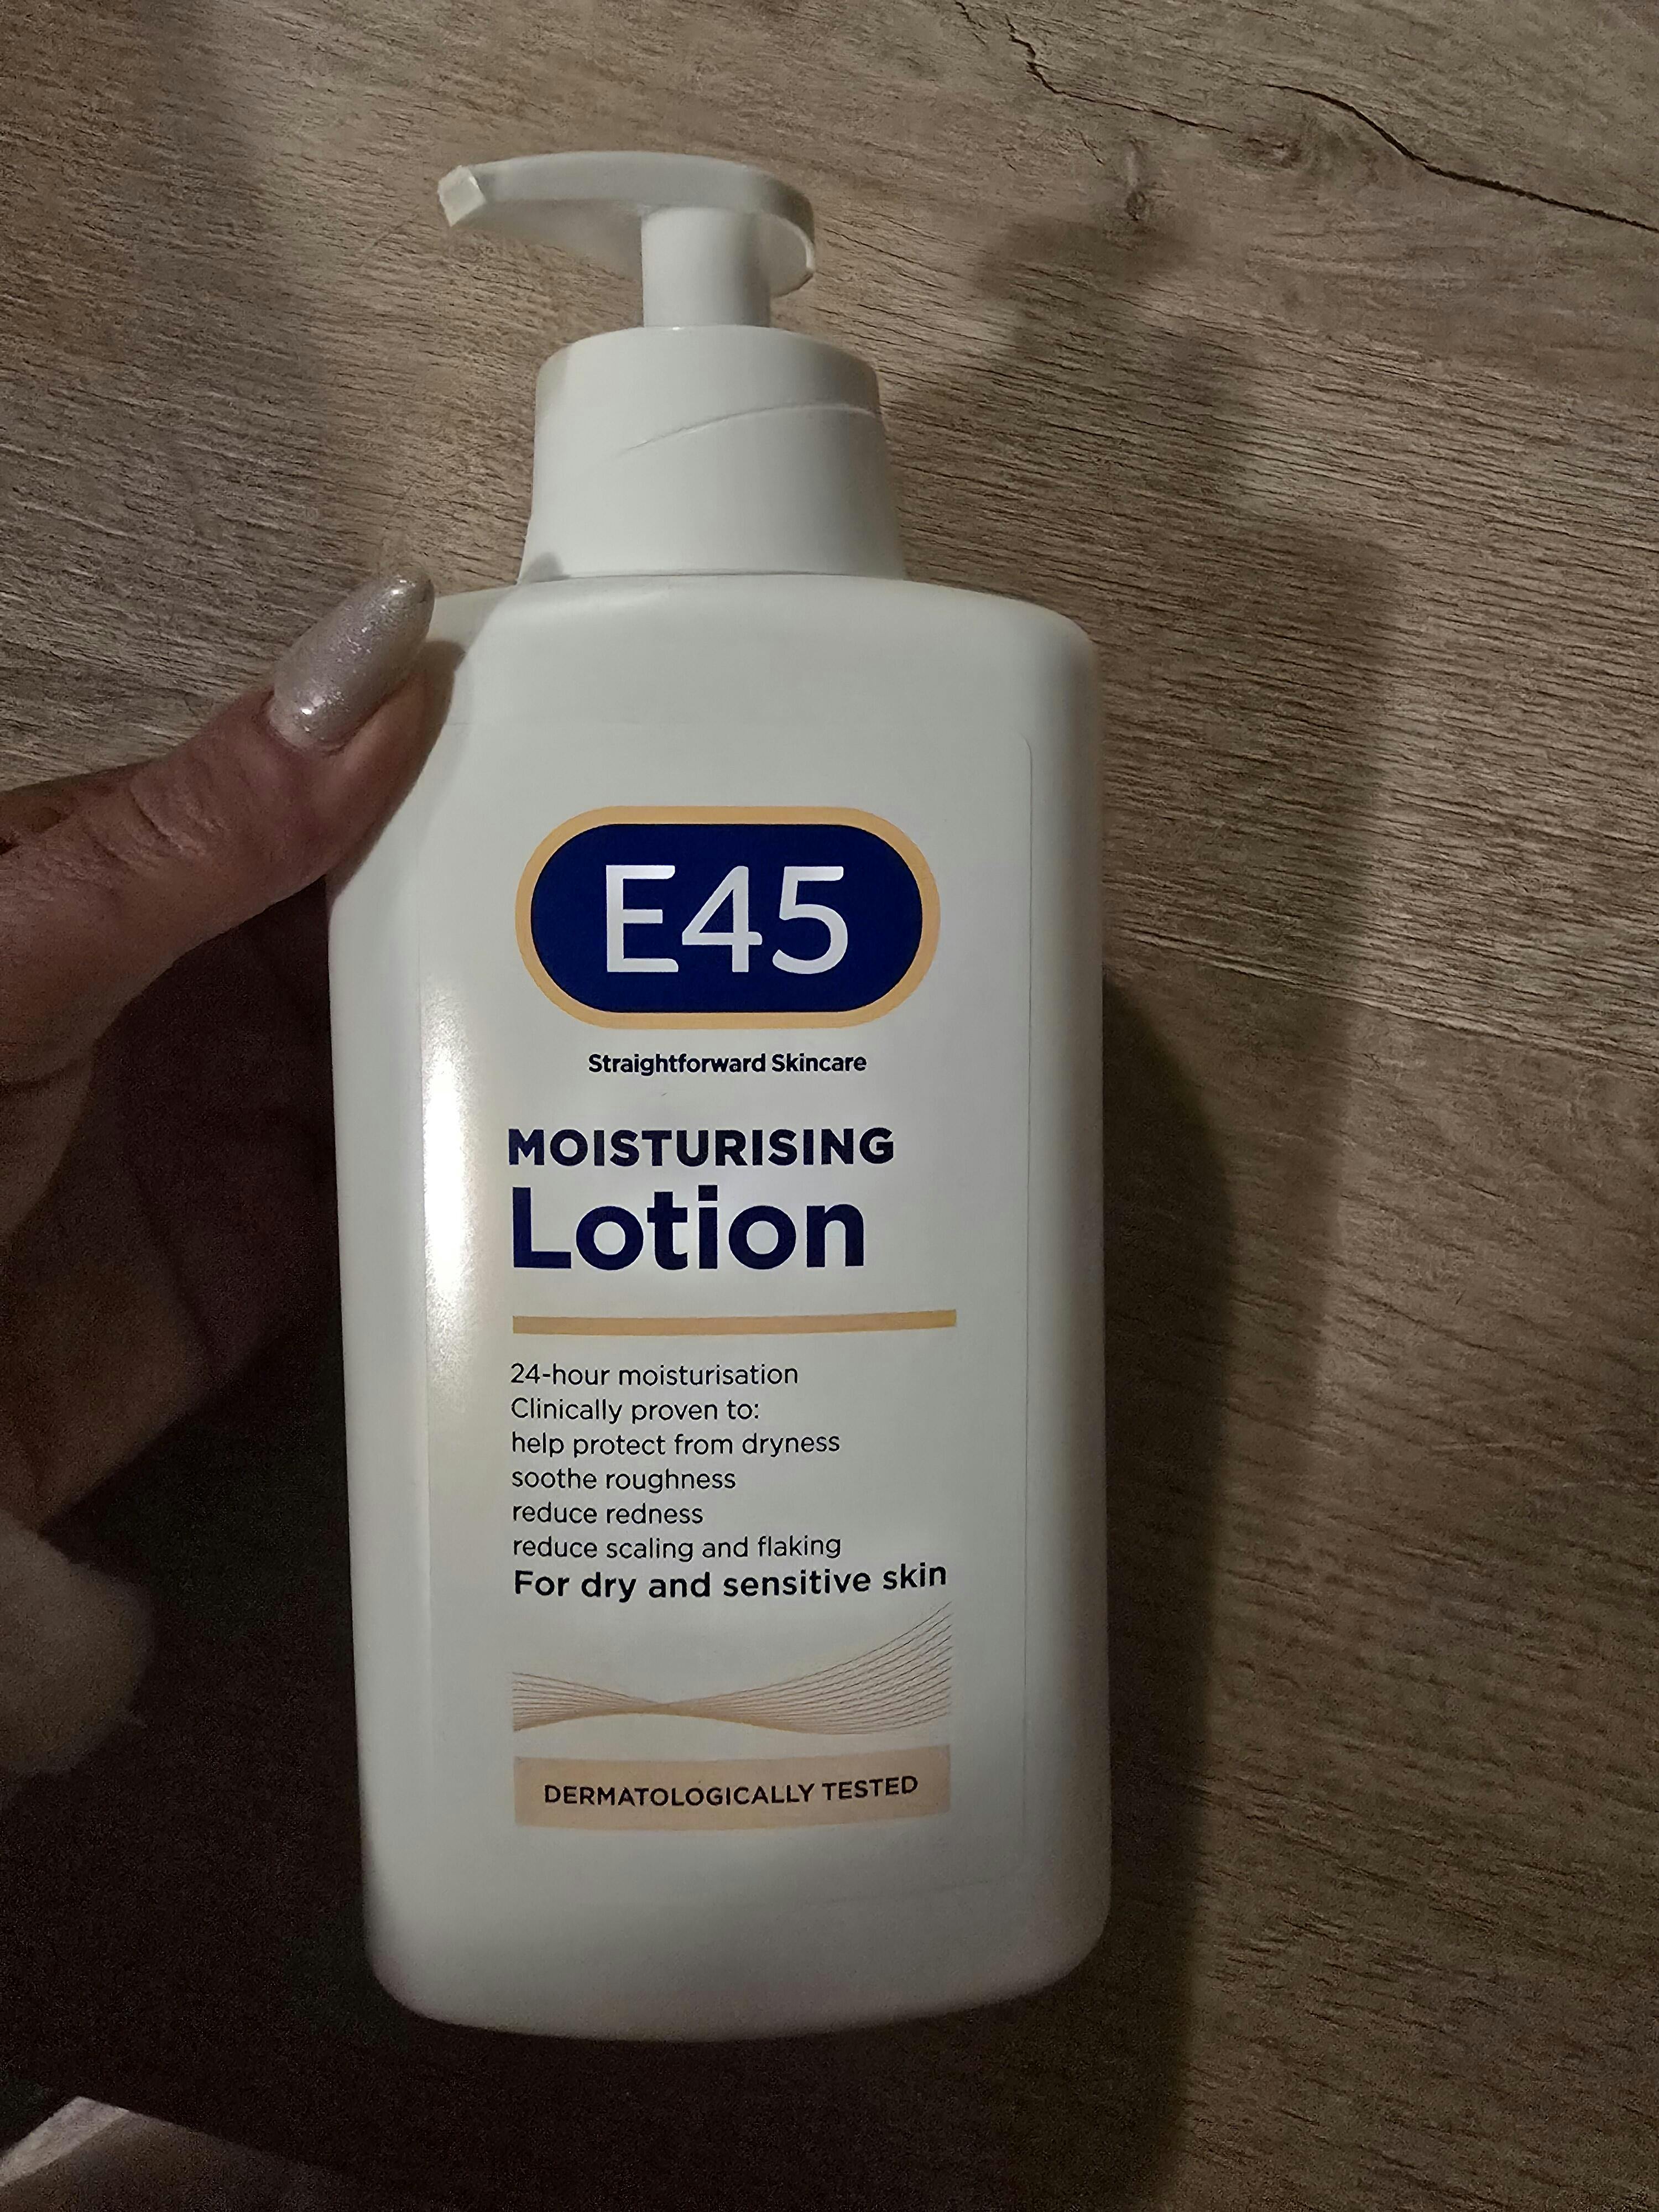 E45
Straightforward Skincare
MOISTURISING
Lotion
24-hour moisturisation
Clinically proven to:
help protect from dryness
soothe roughness
reduce redness
reduce scaling and flaking
For dry and sensitive skin
DERMATOLOGICALLY TESTED